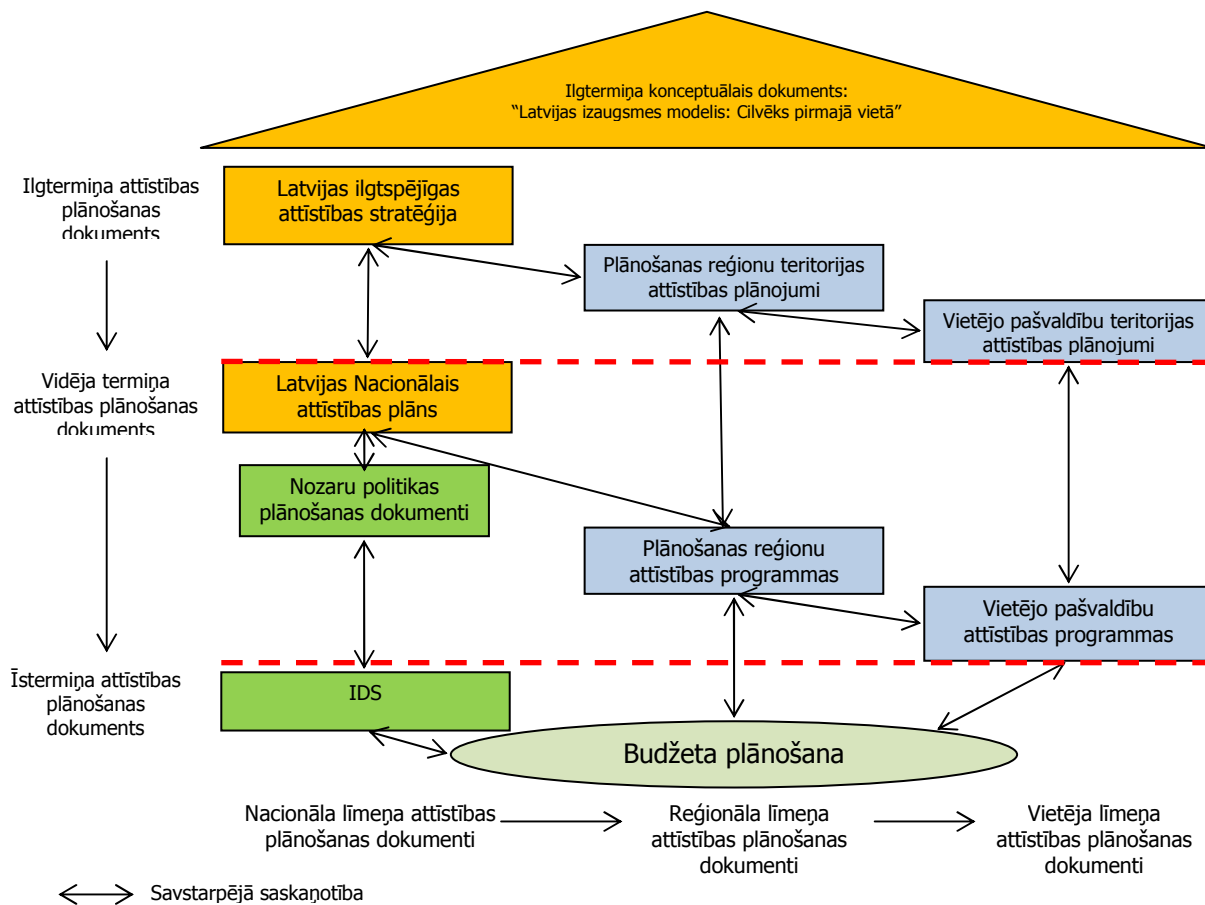 Ilgtermiņa konceptuālais dokuments:
“Latvijas izaugsmes modelis: Cilvēks pirmajā vietā”
Ilgtermiņa attīstības
plānošanas
dokuments
Latvijas ilgtspējīgas
attīstības stratēģija
Plānošanas reģionu teritorijas
attīstības plānojumi
Vietējo pašvaldību teritorijas
attīstības plānojumi
Vidēja termiņa
attīstības plānošanas
dokuments
Latvijas Nacionālais
attīstības plāns
Nozaru politikas
plānošanas dokumenti
Plānošanas reģionu
attīstības programmas
Vietējo pašvaldību
attīstības programmas
Īstermiņa attīstības
plānošanas
dokuments
IDS
Budžeta plānošana
Nacionāla līmeņa attīstības
plānošanas dokumenti
Reģionāla līmeņa
attīstības plānošanas
dokumenti
Vietēja līmeņa
attīstības plānošanas
dokumenti
Savstarpējā saskaņotība